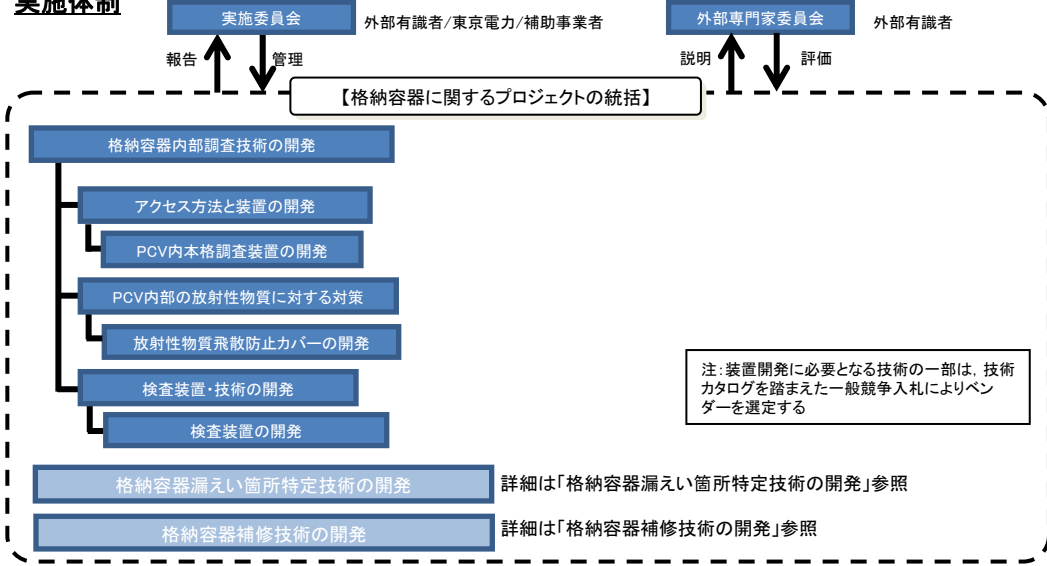 実施体制
実施委員会
外部有識者/東京電力/補助事業者
外部専門家委員会
外部有識者
報告
管理
説明
評価
【格納容器に関するプロジェクトの統括】
格納容器内部調査技術の開発
アクセス方法と装置の開発
PCV内本格調査装置の開発
PCV内部の放射性物質に対する対策
放射性物質飛散防止カバーの開発
検査装置・技術の開発
検査装置の開発
注:装置開発に必要となる技術の一部は，技術
カタログを踏まえた一般競争入札によりベン
ダーを選定する
格納容器漏えい箇所特定技術の開発
詳細は「格納容器漏えい箇所特定技術の開発」参照
格納容器補修技術の開発
詳細は「格納容器補修技術の開発」参照